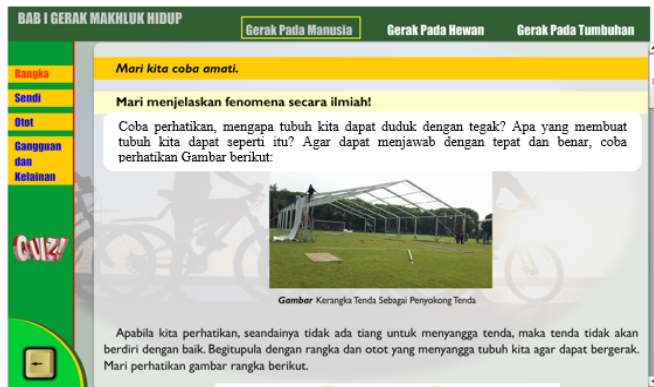 BAB I GERAK MAKHLUK HIDUP
Gerak Pada Manusia
Gerak Pada Hewan
Gerak Pada Tumbuhan
Rangka
Sendi
Otot
Gangguan
dan
Kelainan
QUIZ!
Mari kita coba amati.
Mari menjelaskan fenomena secara ilmiah!
Coba perhatikan, mengapa tubuh kita dapat duduk dengan tegak? Apa yang membuat
tubuh kita dapat seperti itu? Agar dapat menjawab dengan tepat dan benar, coba
perhatikan Gambar berikut:
Gambar Kerangka Tenda Sebagai Penyokong Tenda
Apabila kita perhatikan, seandainya tidak ada tiang untuk menyangga tenda, maka tenda tidak akan
berdiri dengan baik. Begitupula dengan rangka dan otot yang menyangga tubuh kita agar dapat bergerak.
Mari perhatikan gambar rangka berikut.